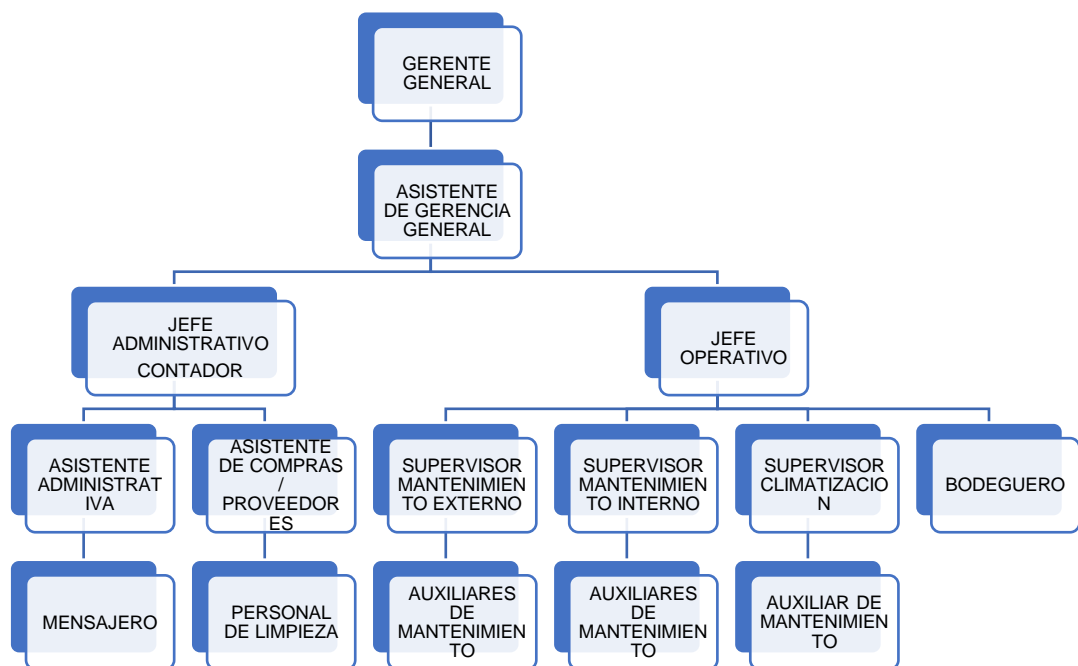 GERENTE
GENERAL
ASISTENTE
DE GERENCIA
GENERAL
JEFE
ADMINISTRATIVO
CONTADOR
JEFE
OPERATIVO
ASISTENTE
ADMINISTRAT
IVA
ASISTENTE
DE COMPRAS
/
PROVEEDOR
ES
SUPERVISOR
MANTENIMIEN
TO EXTERNO
SUPERVISOR
MANTENIMIEN
TO INTERNO
SUPERVISOR
CLIMATIZACIO
N
BODEGUERO
MENSAJERO
PERSONAL
DE LIMPIEZA
AUXILIARES
DE
MANTENIMIEN
TO
AUXILIARES
DE
MANTENIMIEN
TO
AUXILIAR DE
MANTENIMIEN
TO